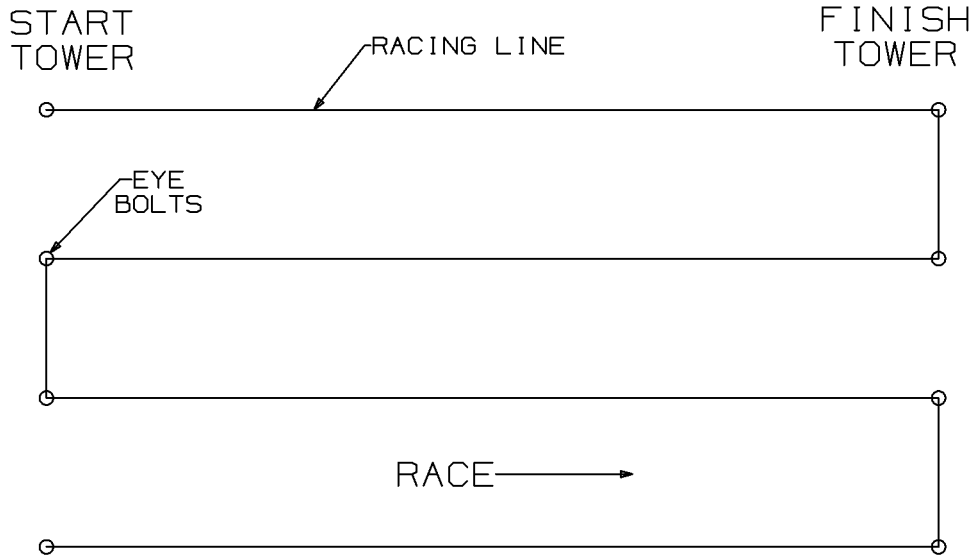 START
TOWER
FINISH
TOWER
RACING LINE
EYE
BOLTS
RACE